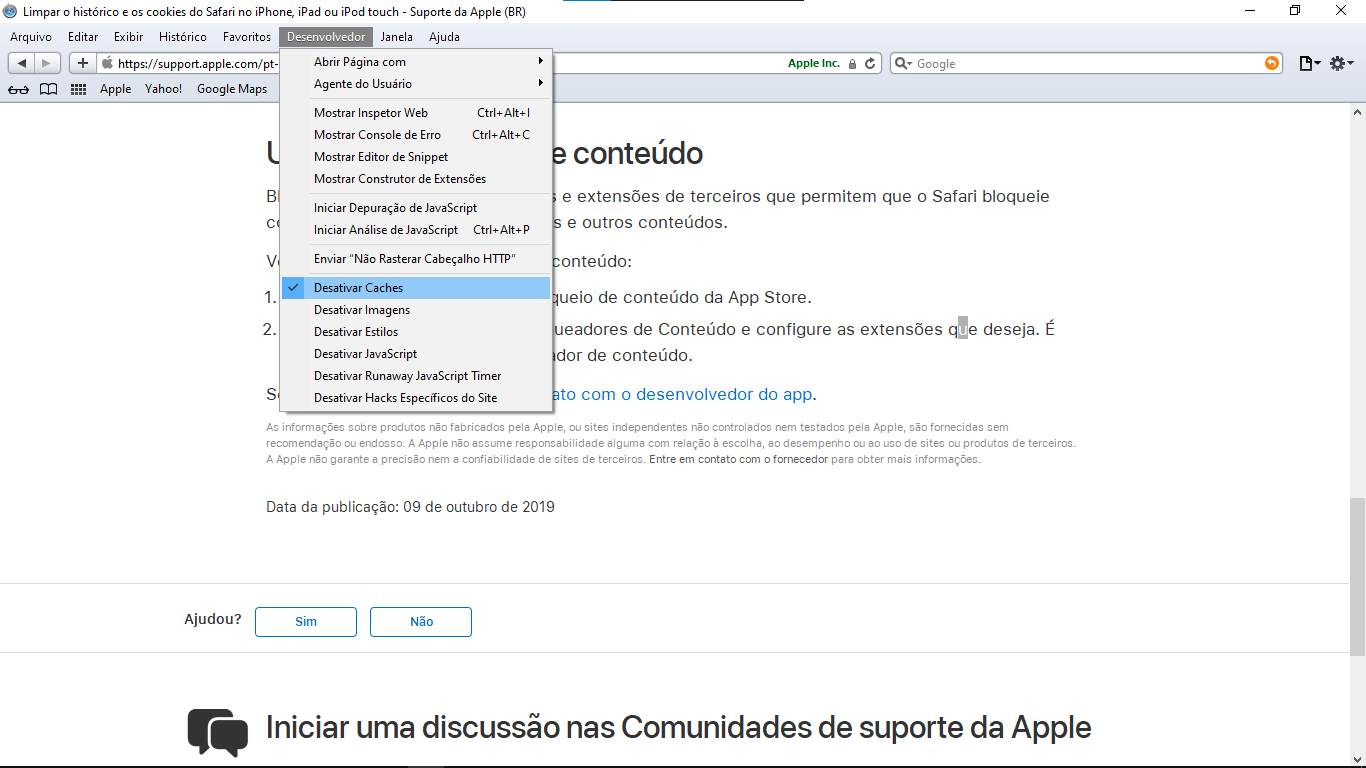 Limpar o histórico e os cookies do Safari no iPhone, iPad ou iPod touch - Suporte da Apple (BR)
Arquivo Editar Exibir Histórico Favoritos Desenvolvedor Janela Ajuda
https://support.apple.com/pt- Apple Inc. Google
Apple Yahoo! Google Maps
Abrir Página com
Agente do Usuário
Mostrar Inspetor Web Ctrl+Alt+I
Mostrar Console de Erro Ctrl+Alt+C
Mostrar Editor de Snippet
Mostrar Construtor de Extensões
Iniciar Depuração de JavaScript
Iniciar Análise de JavaScript Ctrl+Alt+P
Enviar “Não Rasterar Cabeçalho HTTP”
Desativar Caches
Desativar Imagens
Desativar Estilos
Desativar JavaScript
Desativar Runaway JavaScript Timer
Desativar Hacks Específicos do Site
e conteúdo
s e extensões de terceiros que permitem que o Safari bloqueie
s e outros conteúdos.
conteúdo:
1. queio de conteúdo da App Store.
2. ueadores de Conteúdo e configure as extensões que deseja. É
ador de conteúdo.
ato com o desenvolvedor do app.
As informações sobre produtos não fabricados pela Apple, ou sites independentes não controlados nem testados pela Apple, são fornecidas sem
recomendação ou endosso. A Apple não assume responsabilidade alguma com relação à escolha, ao desempenho ou ao uso de sites ou produtos de terceiros.
A Apple não garante a precisão nem a confiabilidade de sites de terceiros. Entre em contato com o fornecedor para obter mais informações.
Data da publicação: 09 de outubro de 2019
Ajudou? Sim Não
Iniciar uma discussão nas Comunidades de suporte da Apple